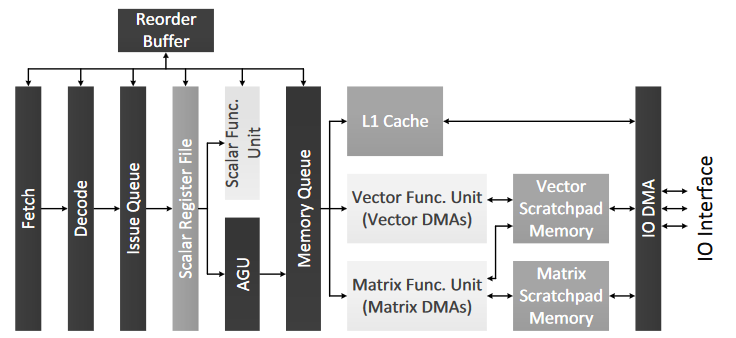 Reorder
Buffer
Fetch
Decode
Issue Queue
Scalar Register File
Scalar Func.
Unit
AGU
Memory Queue
L1 Cache
Vector Func. Unit
(Vector DMAs)
Matrix Func. Unit
(Matrix DMAs)
Vector
Scratchpad
Memory
Matrix
Scratchpad
Memory
IO DMA
IO Interface